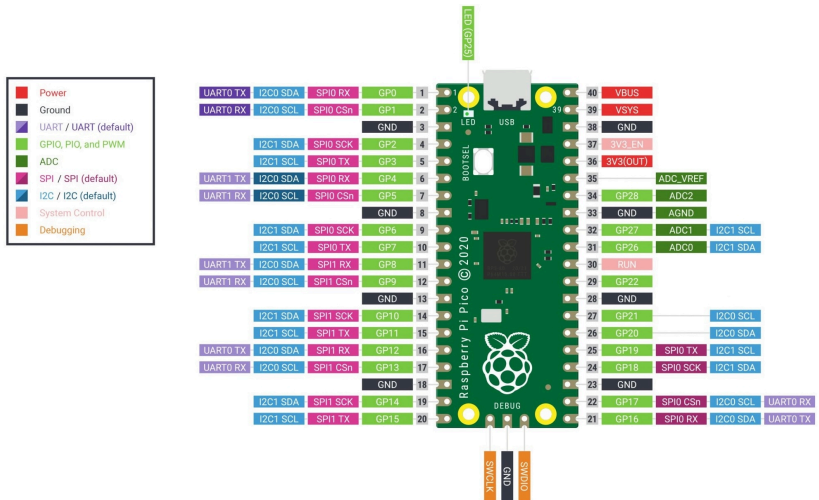 LED (GP25)
Power
Ground
UART / UART (default)
GPIO, PIO, and PWM
ADC
SPI / SPI (default)
I2C / I2C (default)
System Control
Debugging
UART0 TX I2C0 SDA SPI0 RX GP0 1
UART0 RX I2C0 SCL SPI0 CSn GP1 2
GND 3
I2C1 SDA SPI0 SCK GP2 4
I2C1 SCL SPI0 TX GP3 5
UART1 TX I2C0 SDA SPI0 RX GP4 6
UART1 RX I2C0 SCL SPI0 CSn GP5 7
GND 8
I2C1 SDA SPI0 SCK GP6 9
I2C1 SCL SPI0 TX GP7 10
UART1 TX I2C0 SDA SPI1 RX GP8 11
UART1 RX I2C0 SCL SPI1 CSn GP9 12
GND 13
I2C1 SDA SPI1 SCK GP10 14
I2C1 SCL SPI1 TX GP11 15
UART0 TX I2C0 SDA SPI1 RX GP12 16
UART0 RX I2C0 SCL SPI1 CSn GP13 17
GND 18
I2C1 SDA SPI1 SCK GP14 19
I2C1 SCL SPI1 TX GP15 20
1
2
39
LED
USB
BOOTSEL
Raspberry Pi Pico © 2020
DEBUG
40 VBUS
39 VSYS
38 GND
37 3V3_EN
36 3V3(OUT)
35 ADC_VREF
34 GP28 ADC2
33 GND AGND
32 GP27 ADC1 I2C1 SCL
31 GP26 ADC0 I2C1 SDA
30 RUN
29 GP22
28 GND
27 GP21 I2C0 SCL
26 GP20 I2C0 SDA
25 GP19 SPI0 TX I2C1 SCL
24 GP18 SPI0 SCK I2C1 SDA
23 GND
22 GP17 SPI0 CSn I2C0 SCL UART0 RX
21 GP16 SPI0 RX I2C0 SDA UART0 TX
SWCLK
GND
SWDIO